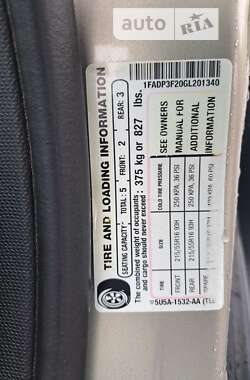 AUTO RIA
1FADP3F20GL201340
TIRE AND LOADING INFORMATION
SEATING CAPACITY TOTAL : 5 FRONT: 2 REAR: 3
The combined weight of occupants and cargo should never exceed : 375 kg or 827 lbs.
TIRE SIZE COLD TIRE PRESSURE
FRONT 215/55R16 93H 250 KPA, 36 PSI
REAR 215/55R16 93H 250 KPA, 36 PSI
SPARE
SEE OWNERS MANUAL FOR ADDITIONAL INFORMATION
5U5A-1532-AA